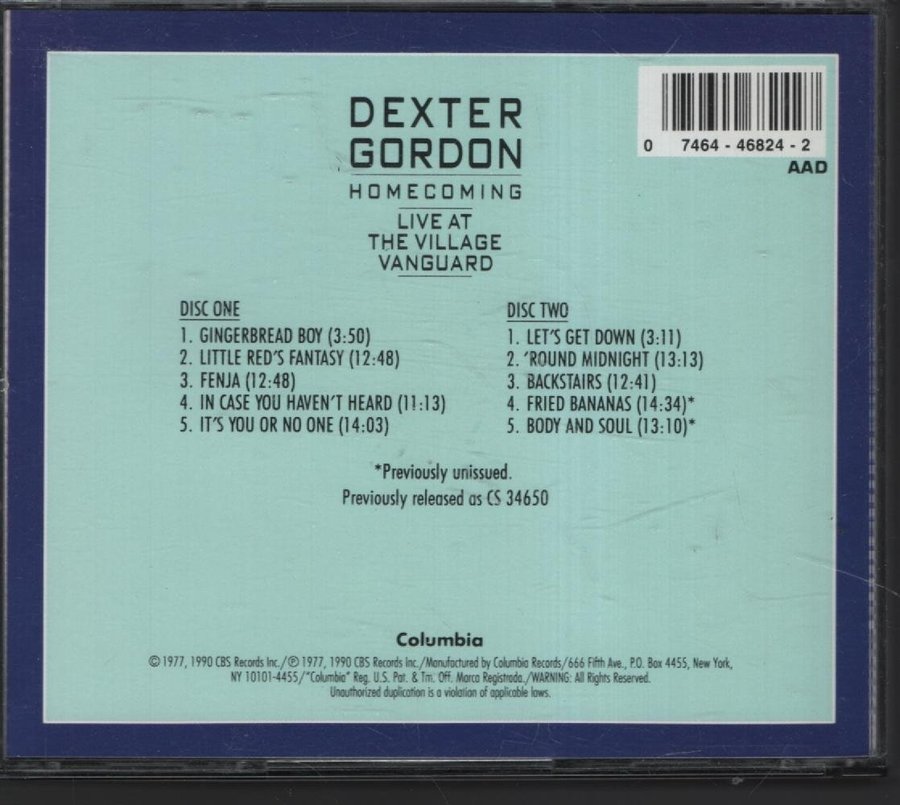 DEXTER
GORDON
HOMECOMING
LIVE AT
THE VILLAGE
VANGUARD
0 7464 - 46824 - 2
AAD
DISC ONE
1. GINGERBREAD BOY (3:50)
2. LITTLE RED'S FANTASY (12:48)
3. FENJA (12:48)
4. IN CASE YOU HAVEN'T HEARD (11:13)
5. IT'S YOU OR NO ONE (14:03)
DISC TWO
1. LET'S GET DOWN (3:11)
2. ‘ROUND MIDNIGHT (13:13)
3. BACKSTAIRS (12:41)
4. FRIED BANANAS (14:34)*
5. BODY AND SOUL (13:10)*
*Previously unissued.
Previously released as CS 34650
Columbia
© 1977, 1990 CBS Records Inc./℗ 1977, 1990 CBS Records Inc./Manufactured by Columbia Records/666 Fifth Ave., P.O. Box 4455, New York,
NY 10101-4455/"Columbia" Reg. U.S. Pat. & Tm. Off. Marca Registrada./WARNING: All Rights Reserved.
Unauthorized duplication is a violation of applicable laws.